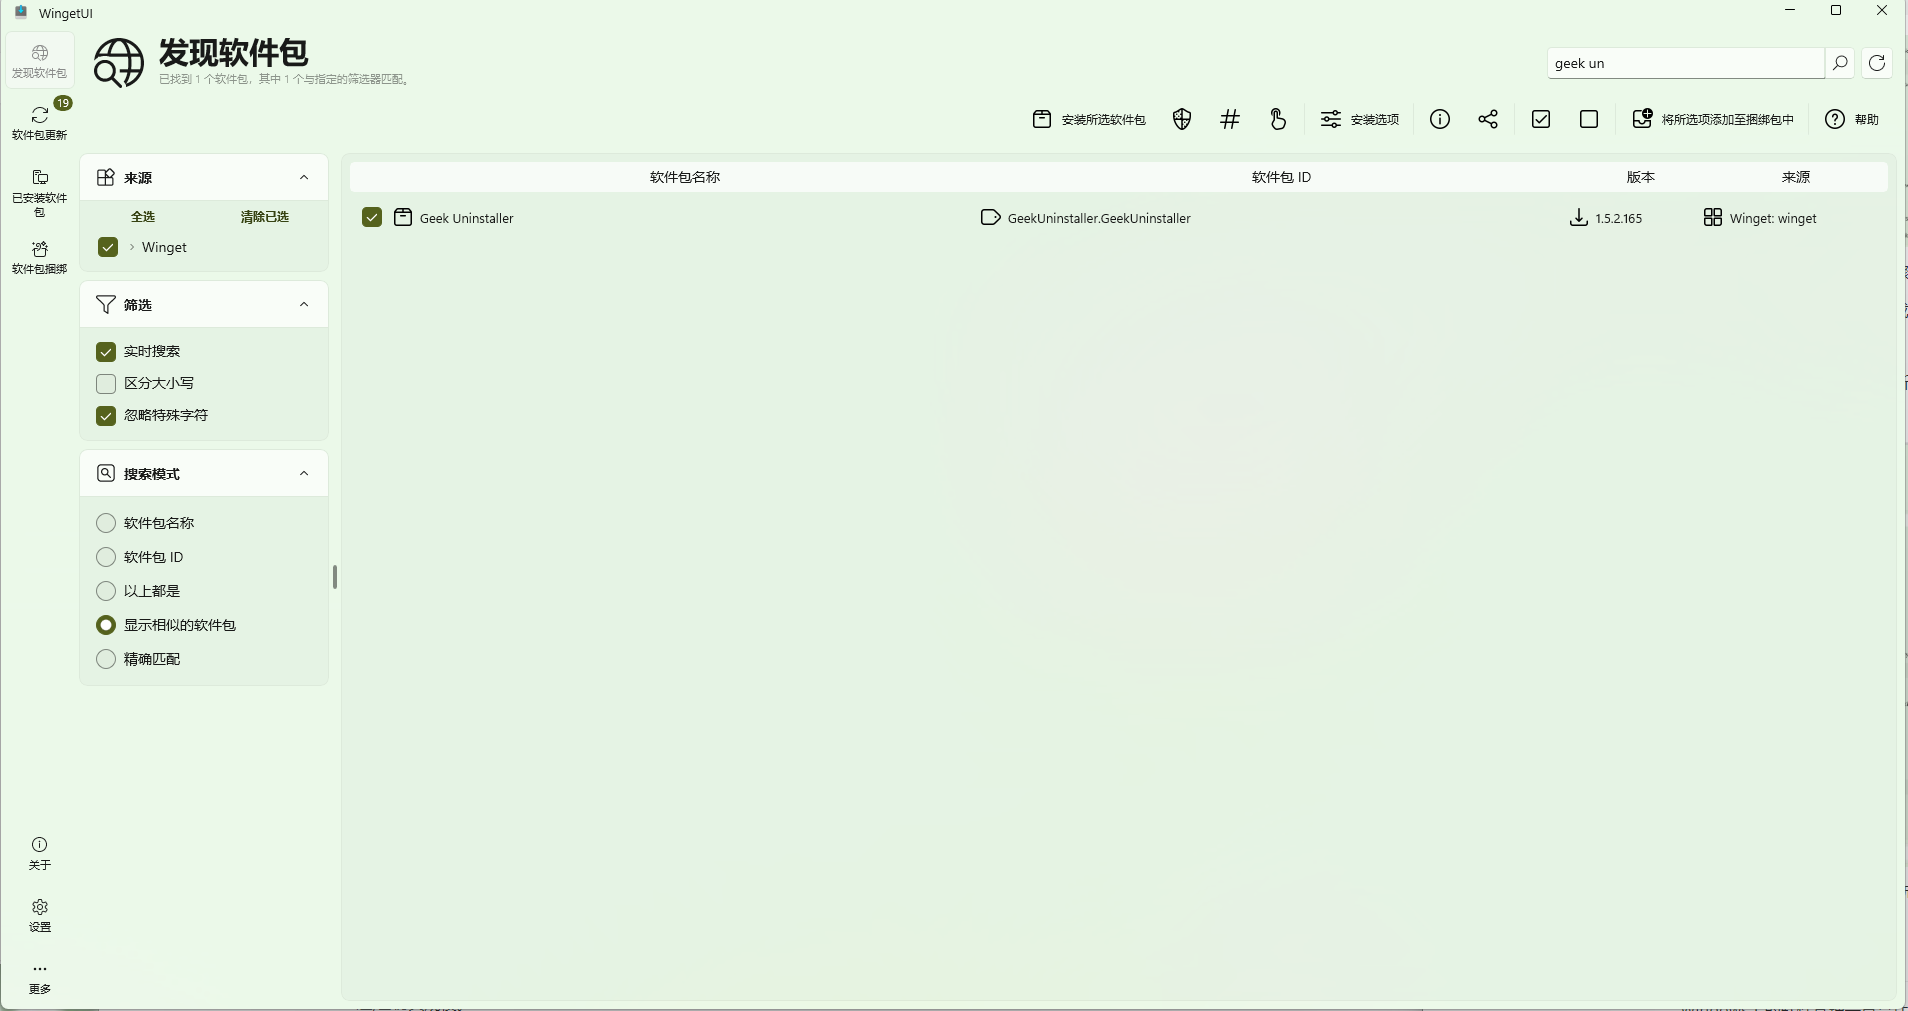 WingetUI
发现软件包
发现软件包
已找到 1 个软件包，其中 1 个与指定的筛选器匹配。
geek un
19
软件包更新
安装所选软件包
安装选项
将所选项添加至捆绑包中
帮助
已安装软件
包
软件包捆绑
来源
全选
清除已选
Winget
筛选
实时搜索
区分大小写
忽略特殊字符
搜索模式
软件包名称
软件包 ID
以上都是
显示相似的软件包
精确匹配
软件包名称
软件包 ID
版本
来源
Geek Uninstaller
GeekUninstaller.GeekUninstaller
1.5.2.165
Winget: winget
关于
设置
更多